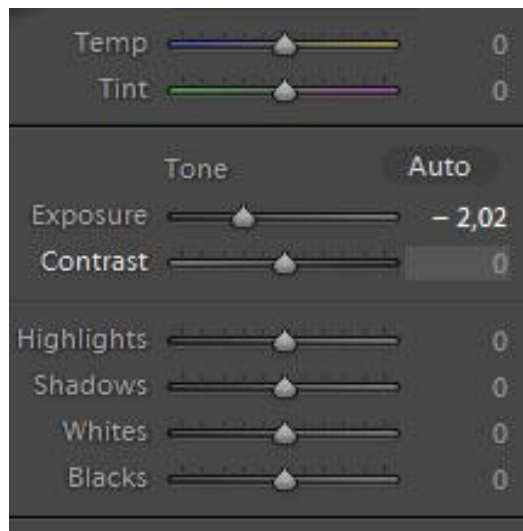 Temp 0
Tint 0
Tone Auto
Exposure – 2,02
Contrast 0
Highlights 0
Shadows 0
Whites 0
Blacks 0